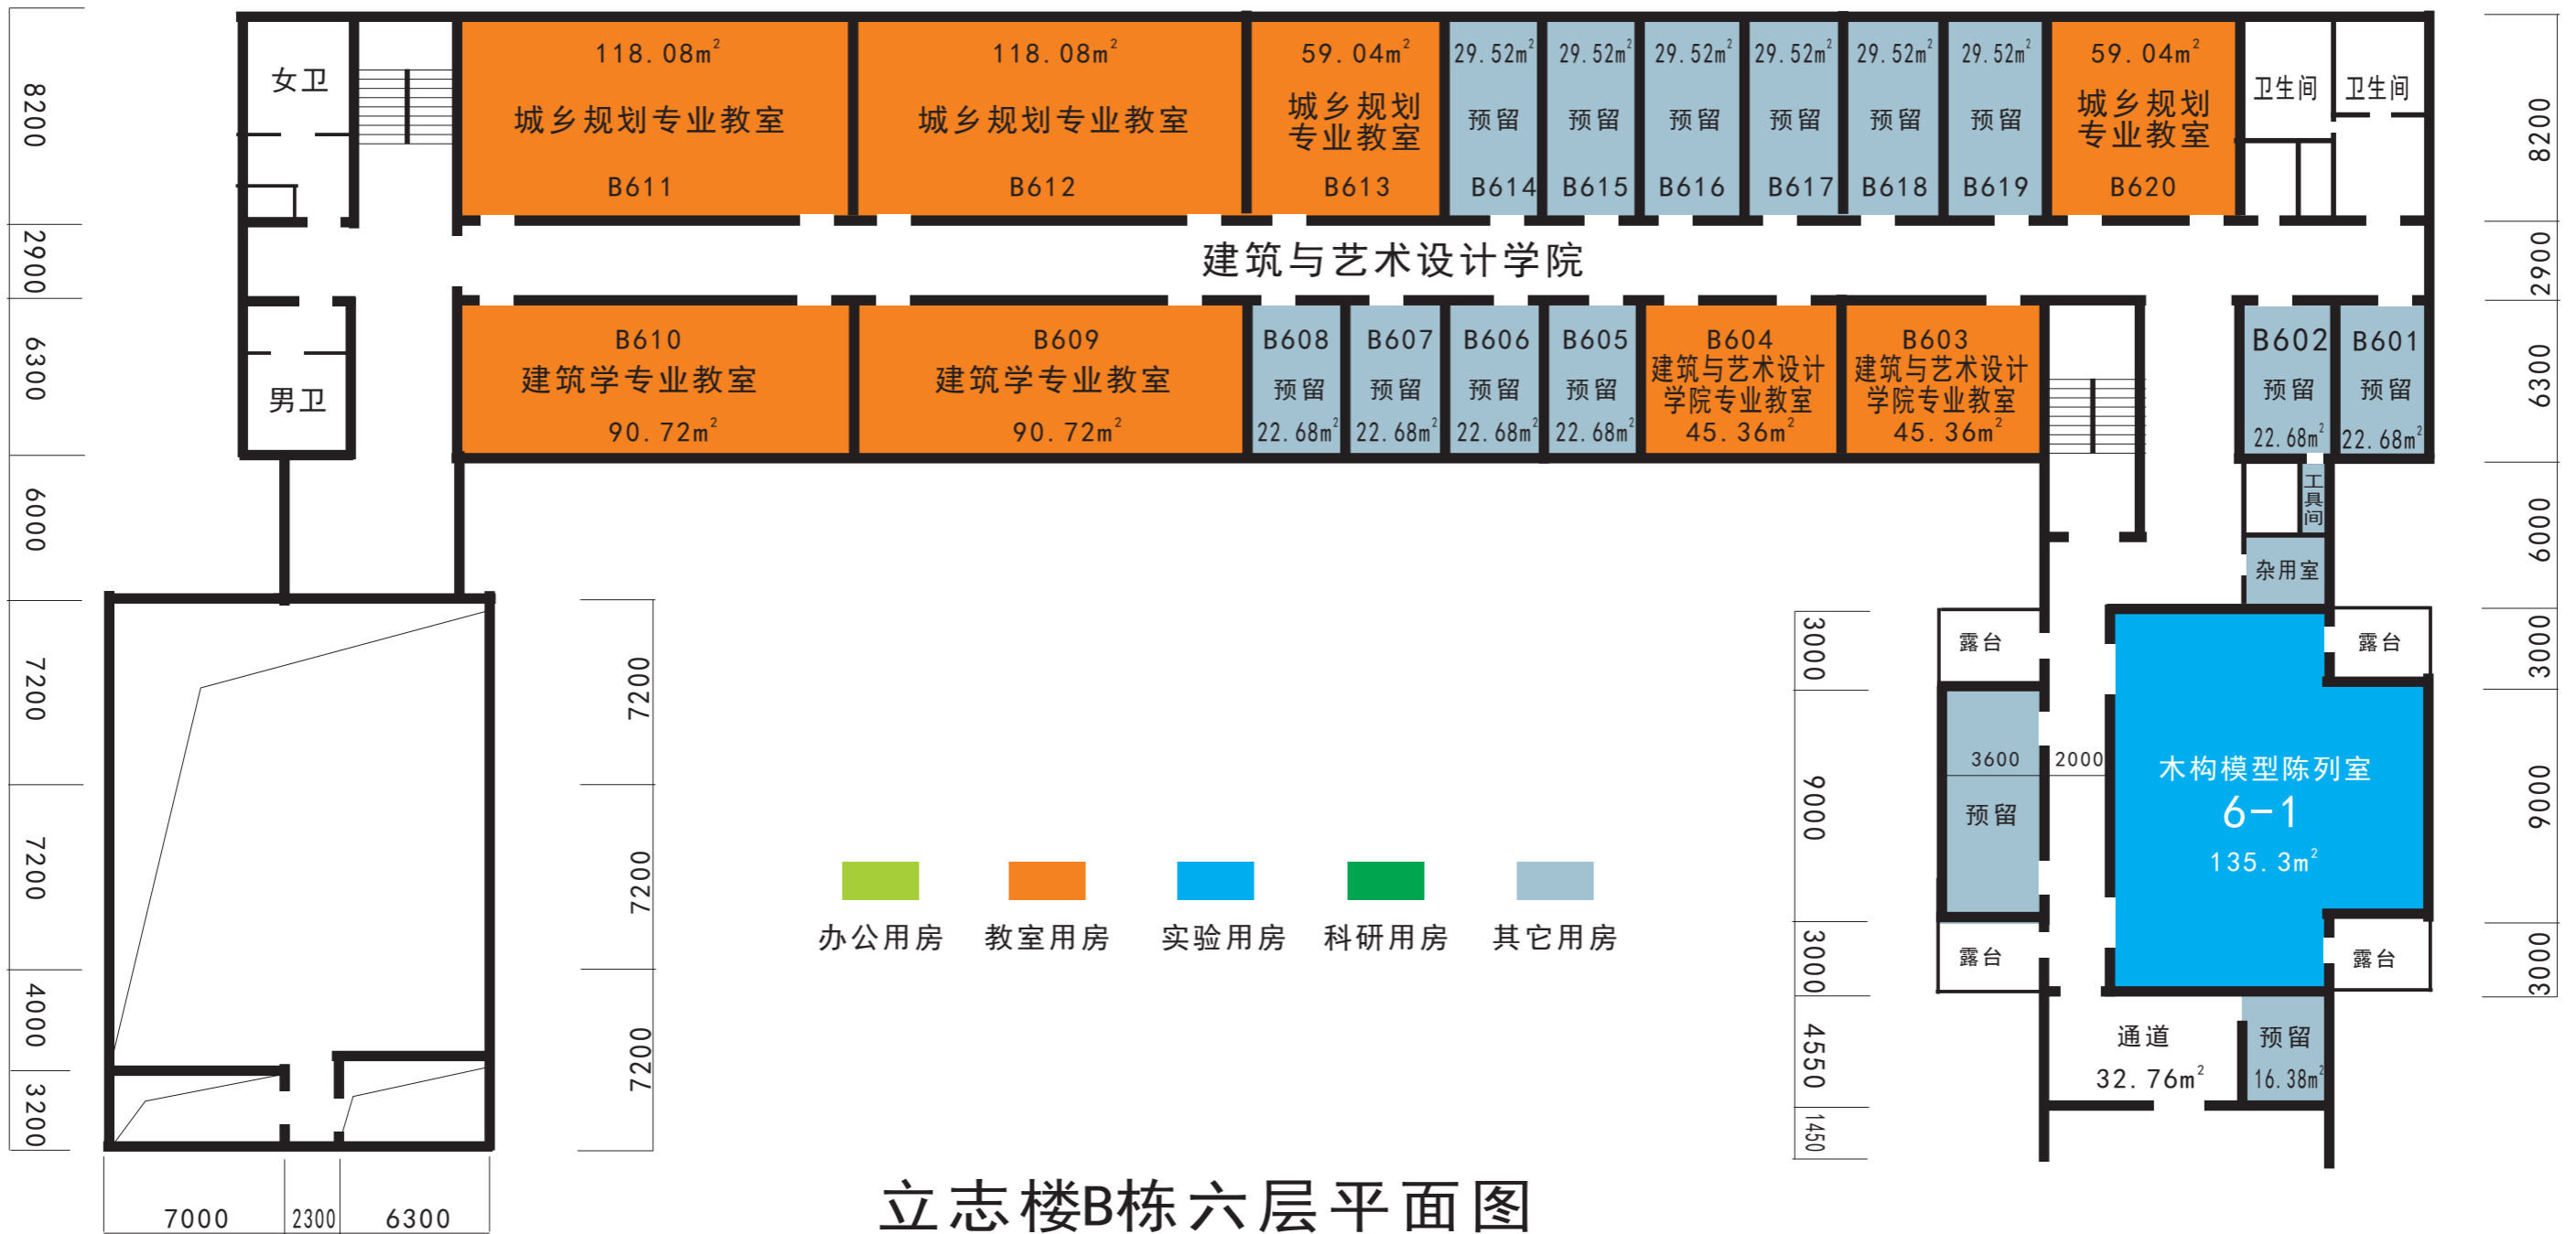 118.08m²
118.08m²
59.04m²
29.52m²
29.52m²
29.52m²
29.52m²
29.52m²
29.52m²
59.04m²
女卫
城乡规划专业教室
城乡规划专业教室
城乡规划
专业教室
预留
预留
预留
预留
预留
预留
城乡规划
专业教室
卫生间
卫生间
B611
B612
B613
B614
B615
B616
B617
B618
B619
B620
建筑与艺术设计学院
B610
建筑学专业教室
90.72m²
B609
建筑学专业教室
90.72m²
B608
预留
22.68m²
B607
预留
22.68m²
B606
预留
22.68m²
B605
预留
22.68m²
B604
建筑与艺术设计
学院专业教室
45.36m²
B603
建筑与艺术设计
学院专业教室
45.36m²
B602
预留
22.68m²
B601
预留
22.68m²
男卫
工具间
杂用室
露台
露台
3600
2000
预留
木构模型陈列室
6-1
135.3m²
露台
露台
通道
32.76m²
预留
16.38m²
8200
2900
6300
6000
7200
7200
4000
3200
7200
7200
7200
7000
2300
6300
3000
9000
3000
4550
1450
8200
2900
6300
6000
3000
9000
3000
办公用房
教室用房
实验用房
科研用房
其它用房
立志楼B栋六层平面图